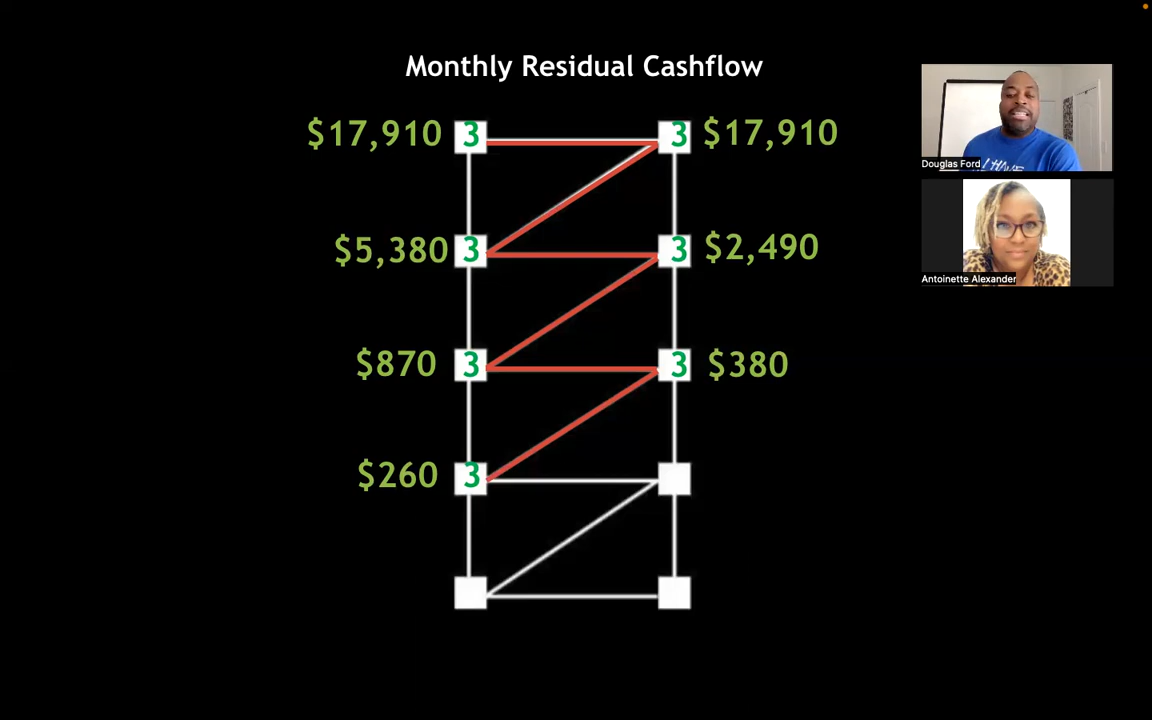 Monthly Residual Cashflow
$17,910 3 3 $17,910
$5,380 3 3 $2,490
$870 3 3 $380
$260 3
Douglas Ford
I HAVE
Antoinette Alexander